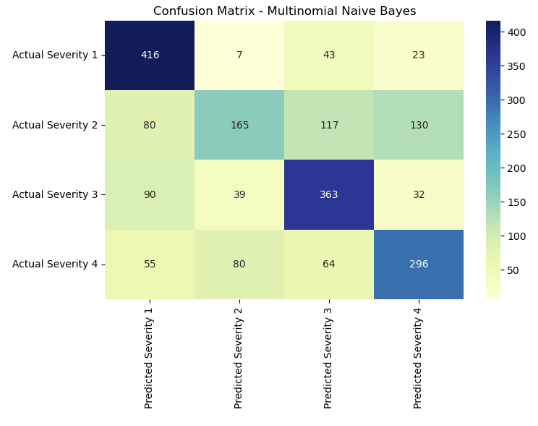 Confusion Matrix - Multinomial Naive Bayes
Actual Severity 1 416 7 43 23
Actual Severity 2 80 165 117 130
Actual Severity 3 90 39 363 32
Actual Severity 4 55 80 64 296
Predicted Severity 1
Predicted Severity 2
Predicted Severity 3
Predicted Severity 4
400
350
300
250
200
150
100
50